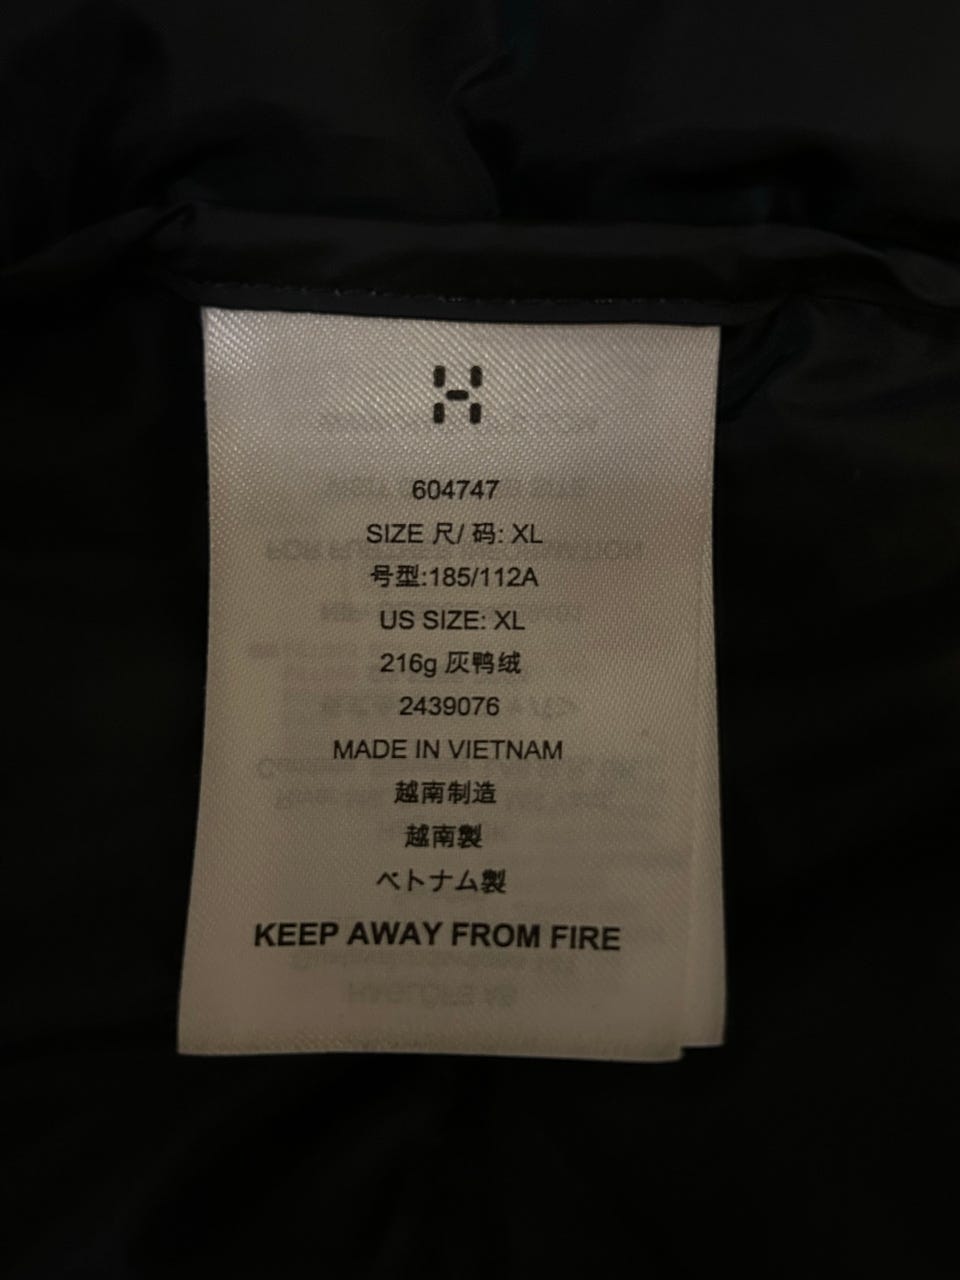 604747
SIZE 尺/ 码: XL
号型:185/112A
US SIZE: XL
216g 灰鸭绒
2439076
MADE IN VIETNAM
越南制造
越南製
ベトナム製
KEEP AWAY FROM FIRE